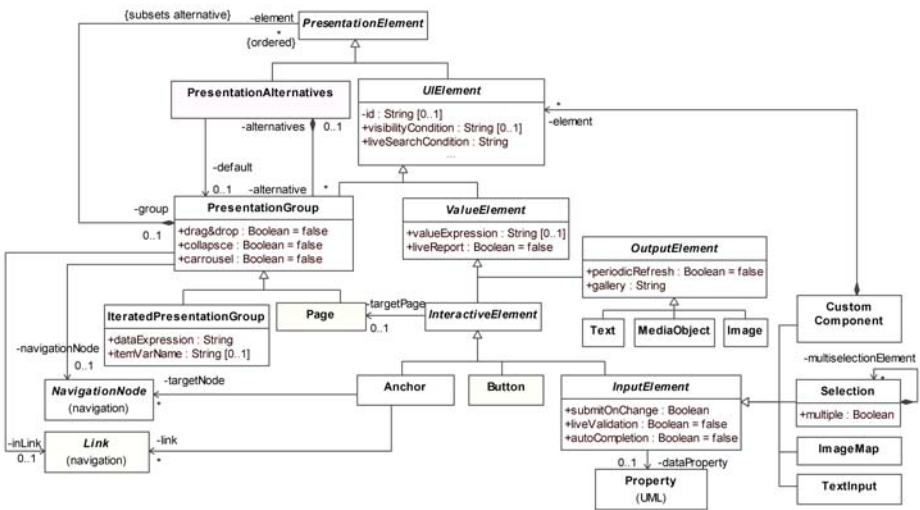 {subsets alternative}
-element
PresentationElement
*
{ordered}
PresentationAlternatives
UIElement
-id : String [0..1]
+visibilityCondition : String [0..1]
+liveSearchCondition : String
...
*
-element
-alternatives
0..1
-default
0..1
-alternative
*
-group
0..1
PresentationGroup
+drag&drop : Boolean = false
+collapsce : Boolean = false
+carrousel : Boolean = false
ValueElement
+valueExpression : String [0..1]
+liveReport : Boolean = false
OutputElement
+periodicRefresh : Boolean = false
+gallery : String
IteratedPresentationGroup
+dataExpression : String
+itemVarName : String [0..1]
Page
-targetPage
0..1
InteractiveElement
Text
MediaObject
Image
Custom
Component
-navigationNode
0..1
-multiselectionElement
*
NavigationNode
(navigation)
-targetNode
*
Anchor
Button
InputElement
+submitOnChange : Boolean
+liveValidation : Boolean = false
+autoCompletion : Boolean = false
Selection
+multiple : Boolean
-inLink
0..1
Link
(navigation)
-link
*
ImageMap
0..1
-dataProperty
Property
(UML)
TextInput